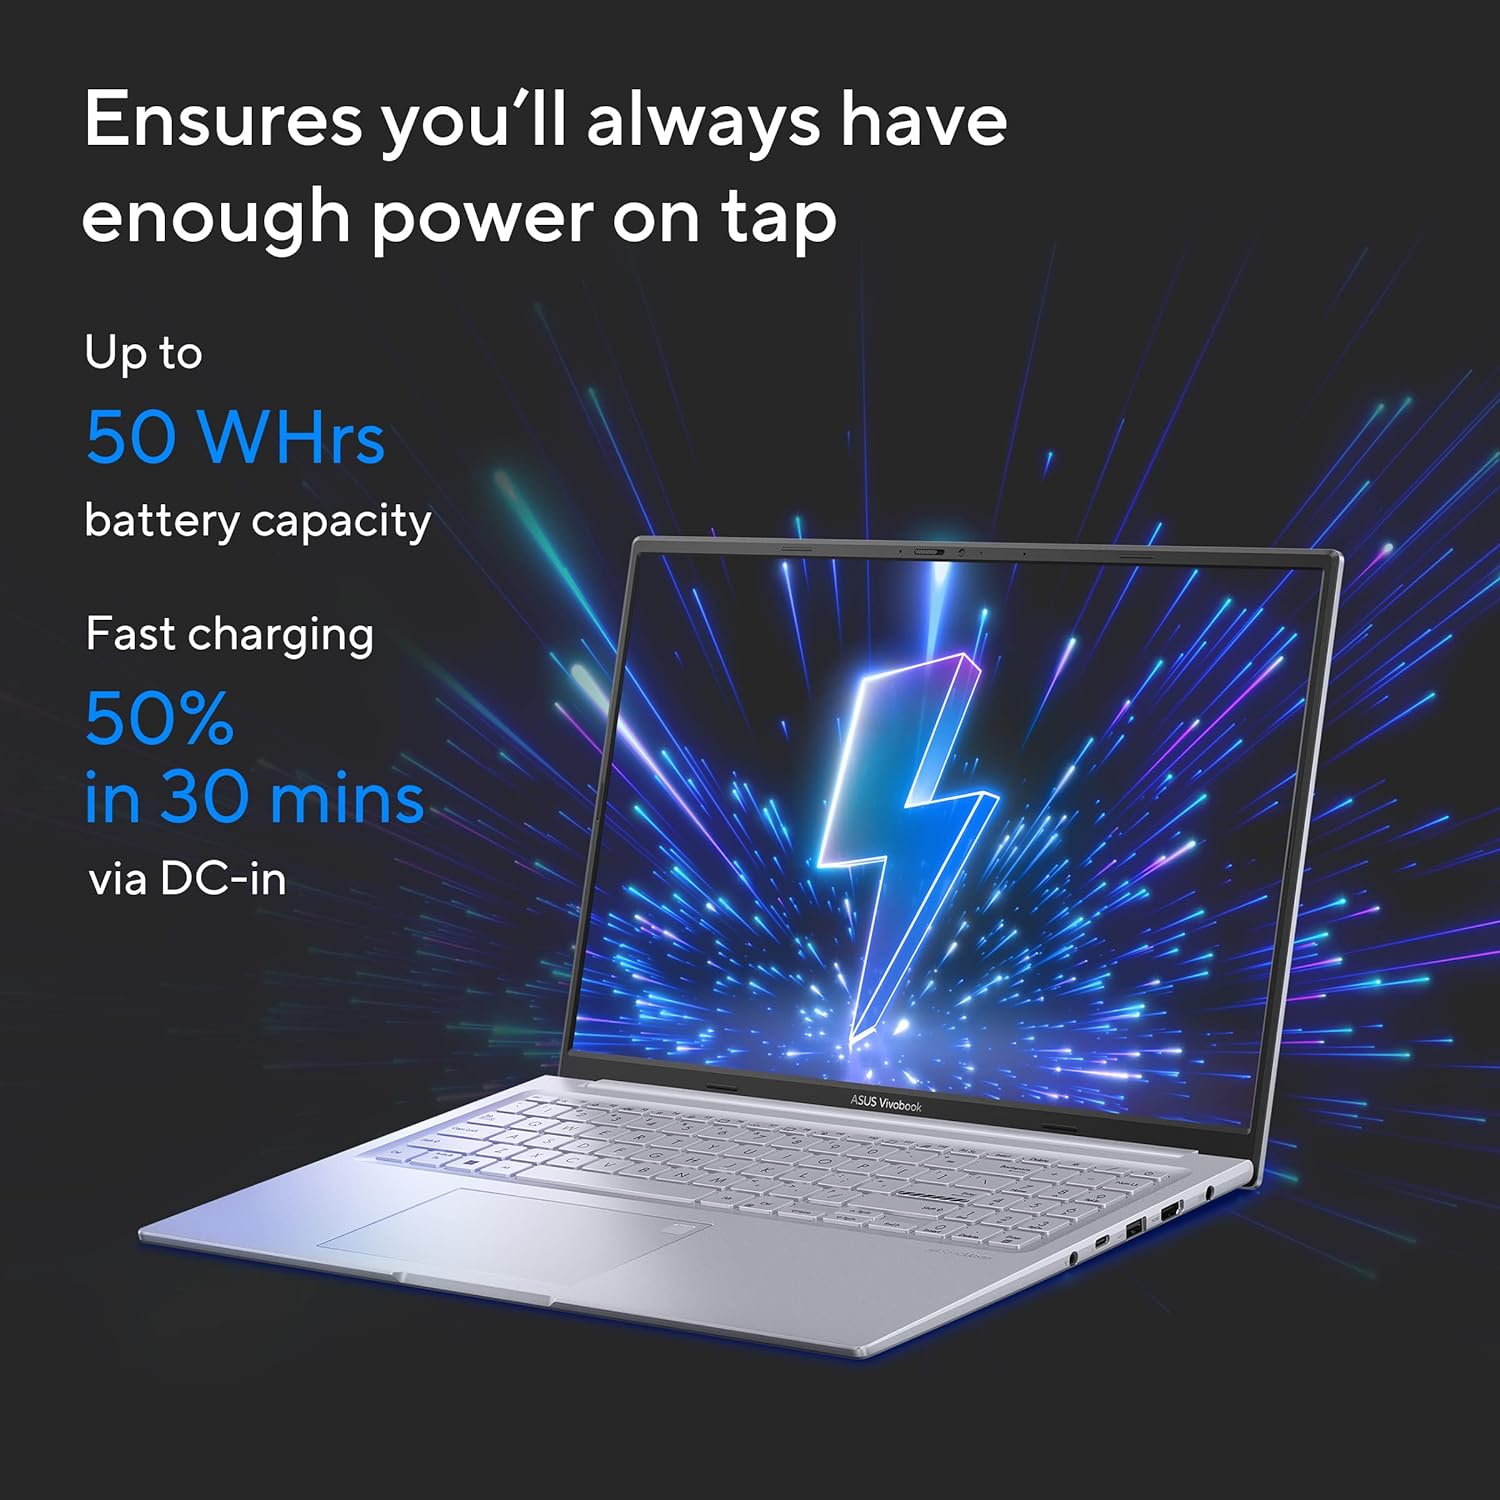 Ensures you'll always have
enough power on tap
Up to
50 WHrs
battery capacity
Fast charging
50%
in 30 mins
via DC-in
ASUS Vivobook